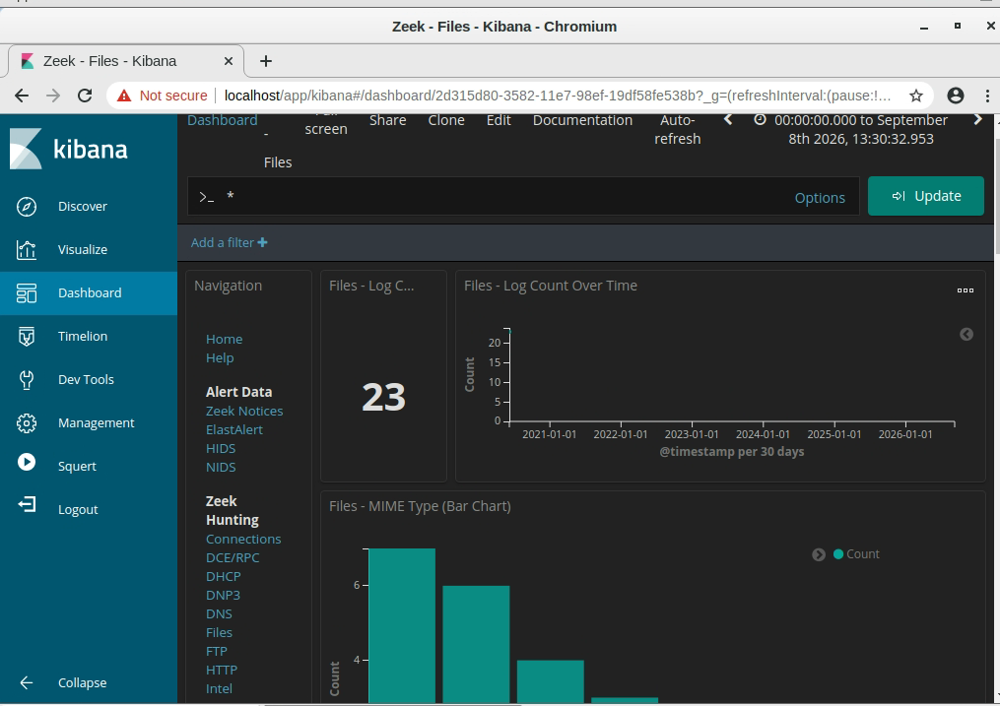 Zeek - Files - Kibana - Chromium
Zeek - Files - Kibana
Not secure
localhost/app/kibana#/dashboard/2d315d80-3582-11e7-98ef-19df58fe538b?_g=(refreshInterval:(pause:!…
kibana
Discover
Visualize
Dashboard
Timelion
Dev Tools
Management
Squert
Logout
Collapse
Dashboard
-
Files
screen
Share
Clone
Edit
Documentation
Auto-
refresh
00:00:00.000 to September
8th 2026, 13:30:32.953
>_ *
Options
Update
Add a filter +
Navigation
Home
Help
Alert Data
Zeek Notices
ElastAlert
HIDS
NIDS
Zeek
Hunting
Connections
DCE/RPC
DHCP
DNP3
DNS
Files
FTP
HTTP
Intel
Files - Log C...
23
Files - Log Count Over Time
Count
20
15
10
5
0
2021-01-01 2022-01-01 2023-01-01 2024-01-01 2025-01-01 2026-01-01
@timestamp per 30 days
Files - MIME Type (Bar Chart)
Count
6
4
Count